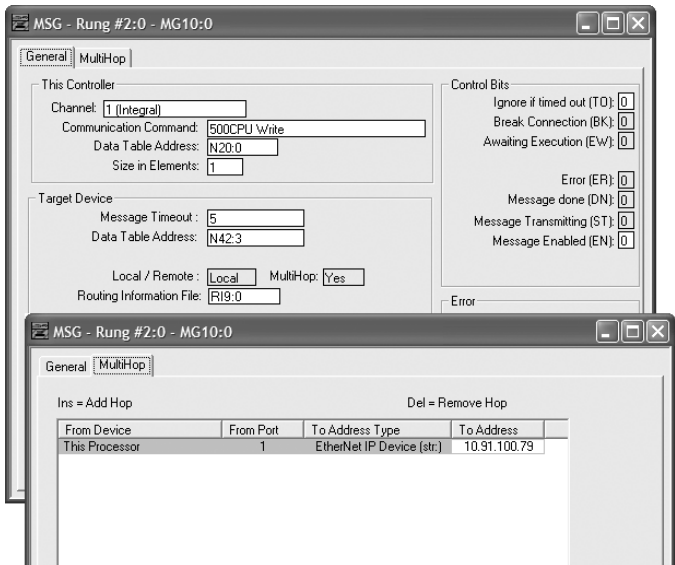 MSG - Rung #2:0 - MG10:0
General MultiHop
This Controller
Channel: 1 (Integral)
Communication Command: 500CPU Write
Data Table Address: N20:0
Size in Elements: 1
Target Device
Message Timeout : 5
Data Table Address: N42:3
Local / Remote : Local MultiHop: Yes
Routing Information File: RI9:0
Control Bits
Ignore if timed out (TO): 0
Break Connection (BK): 0
Awaiting Execution (EW): 0
Error (ER): 0
Message done (DN): 0
Message Transmitting (ST): 0
Message Enabled (EN): 0
Error
MSG - Rung #2:0 - MG10:0
General MultiHop
Ins = Add Hop Del = Remove Hop
From Device From Port To Address Type To Address
This Processor 1 EtherNet IP Device (str:) 10.91.100.79